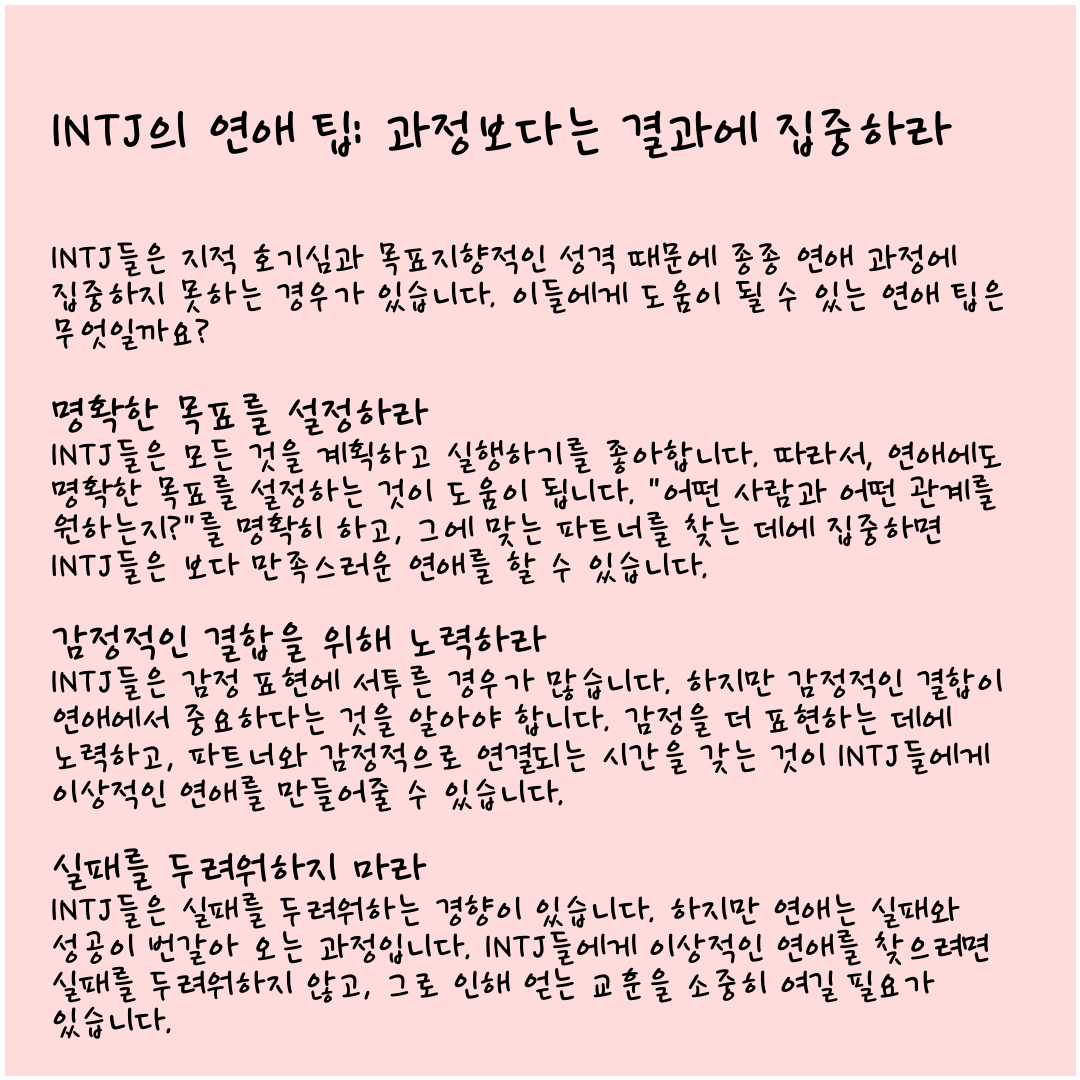 INTJ의 연애 팁: 과정보다는 결과에 집중하라
INTJ들은 지적 호기심과 목표지향적인 성격 때문에 종종 연애 과정에
집중하지 못하는 경우가 있습니다. 이들에게 도움이 될 수 있는 연애 팁은
무엇일까요?
명확한 목표를 설정하라
INTJ들은 모든 것을 계획하고 실행하기를 좋아합니다. 따라서, 연애에도
명확한 목표를 설정하는 것이 도움이 됩니다. "어떤 사람과 어떤 관계를
원하는지?"를 명확히 하고, 그에 맞는 파트너를 찾는 데에 집중하면
INTJ들은 보다 만족스러운 연애를 할 수 있습니다.
감정적인 결합을 위해 노력하라
INTJ들은 감정 표현에 서투른 경우가 많습니다. 하지만 감정적인 결합이
연애에서 중요하다는 것을 알아야 합니다. 감정을 더 표현하는 데에
노력하고, 파트너와 감정적으로 연결되는 시간을 갖는 것이 INTJ들에게
이상적인 연애를 만들어줄 수 있습니다.
실패를 두려워하지 마라
INTJ들은 실패를 두려워하는 경향이 있습니다. 하지만 연애는 실패와
성공이 번갈아 오는 과정입니다. INTJ들에게 이상적인 연애를 찾으려면
실패를 두려워하지 않고, 그로 인해 얻는 교훈을 소중히 여길 필요가
있습니다.